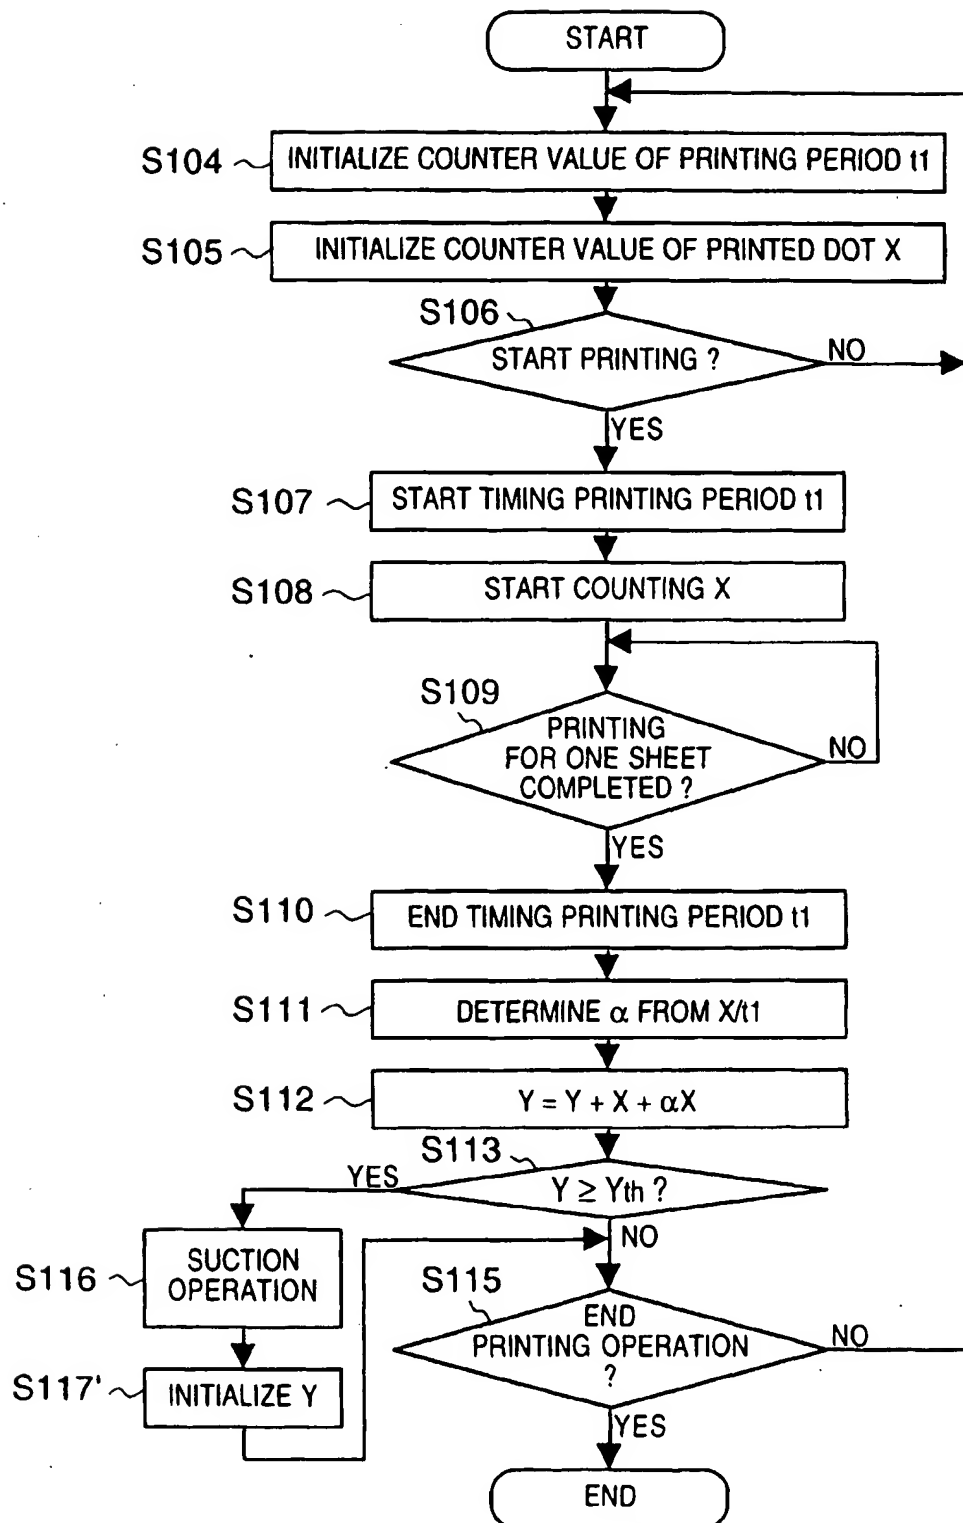 START
S104 INITIALIZE COUNTER VALUE OF PRINTING PERIOD t1
S105 INITIALIZE COUNTER VALUE OF PRINTED DOT X
S106
START PRINTING ?
NO
YES
S107 START TIMING PRINTING PERIOD t1
S108 START COUNTING X
S109
PRINTING
FOR ONE SHEET
COMPLETED ?
NO
YES
S110 END TIMING PRINTING PERIOD t1
S111 DETERMINE α FROM X/t1
S112 Y = Y + X + αX
S113
YES
Y ≥ Yth ?
NO
S116
SUCTION
OPERATION
S115
END
PRINTING OPERATION
?
NO
S117' INITIALIZE Y
YES
END